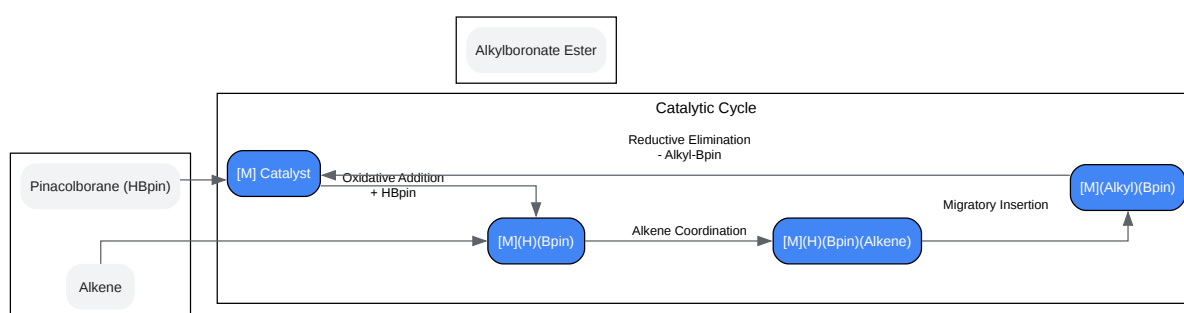 Alkylboronate Ester
Catalytic Cycle
Reductive Elimination
- Alkyl-Bpin
[M] Catalyst
Pinacolborane (HBpin)
Oxidative Addition
+ HBpin
[M](Alkyl)(Bpin)
Migratory Insertion
[M](H)(Bpin)
Alkene Coordination
[M](H)(Bpin)(Alkene)
Alkene